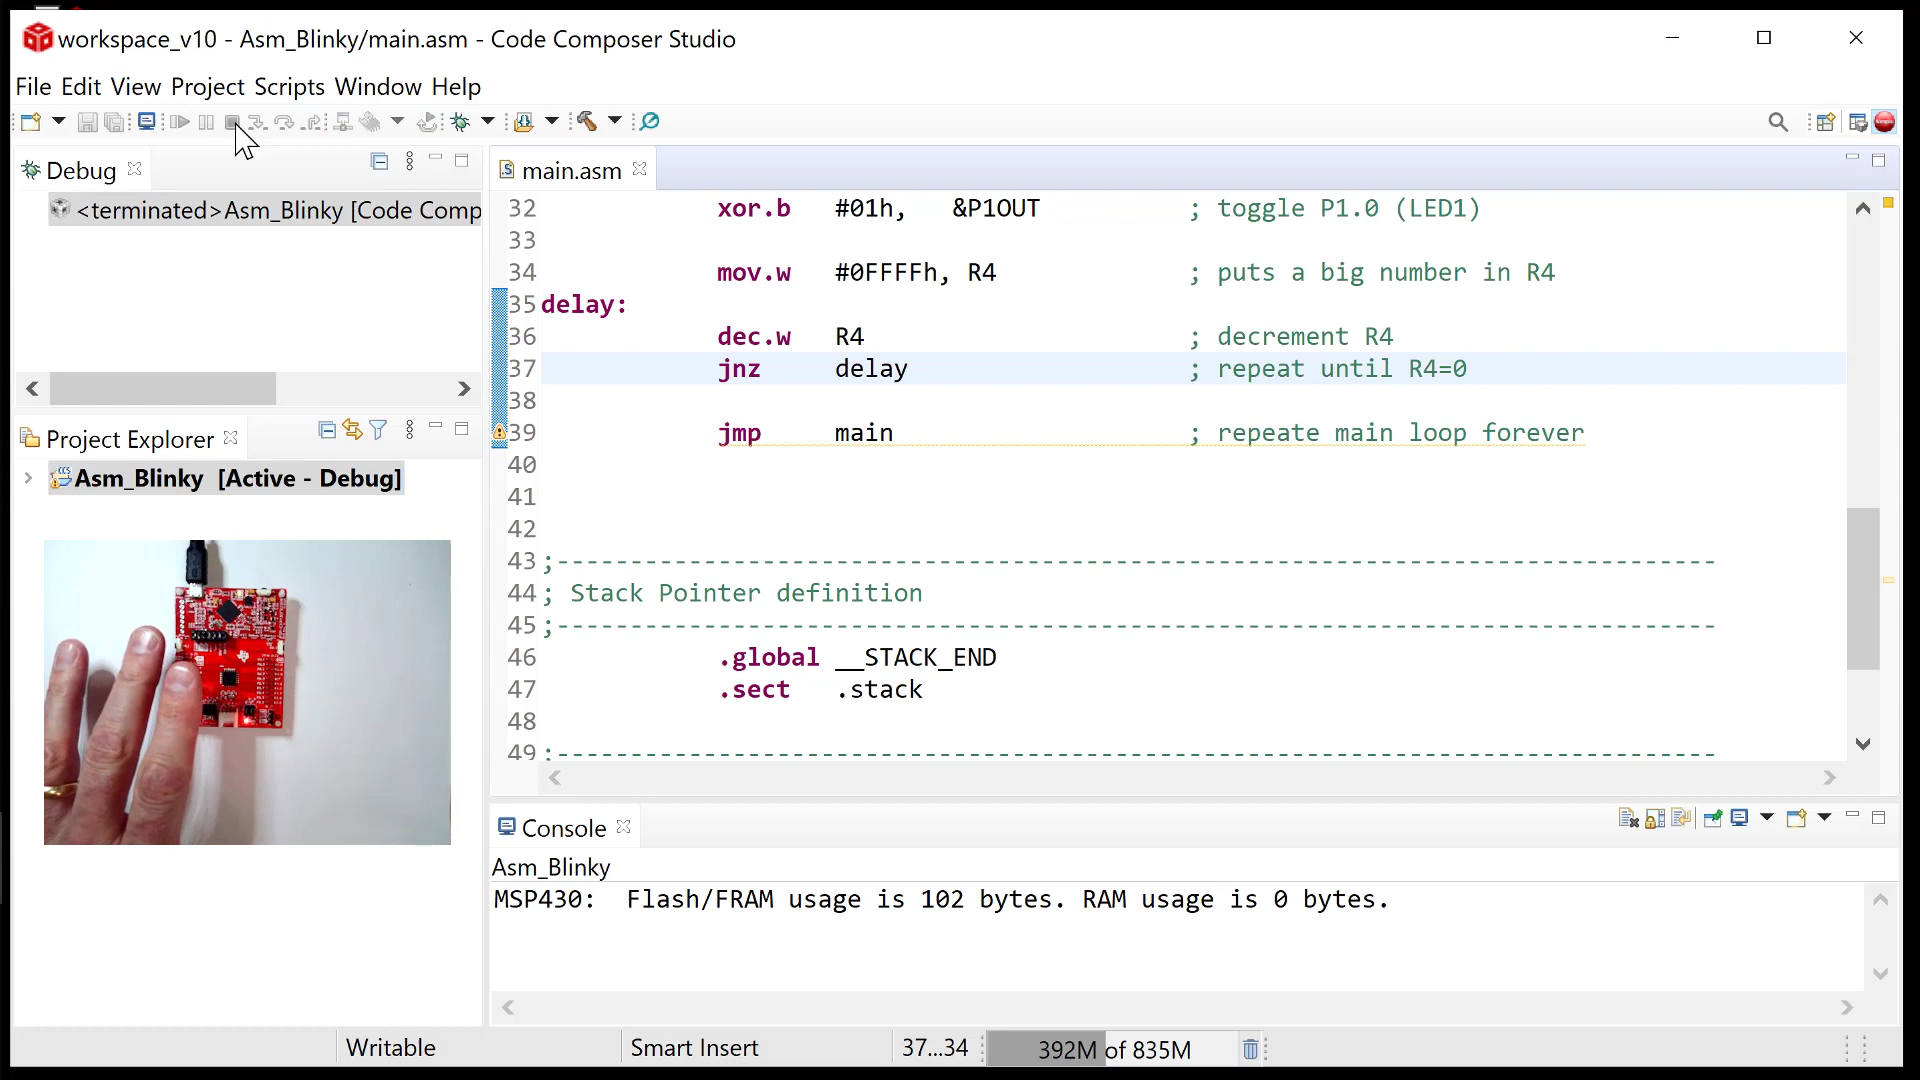 workspace_v10 - Asm_Blinky/main.asm - Code Composer Studio
File Edit View Project Scripts Window Help
Debug
<terminated>Asm_Blinky [Code Comp
Project Explorer
Asm_Blinky [Active - Debug]
main.asm
32 xor.b #01h, &P1OUT ; toggle P1.0 (LED1)
33
34 mov.w #0FFFFh, R4 ; puts a big number in R4
35 delay:
36 dec.w R4 ; decrement R4
37 jnz delay ; repeat until R4=0
38
39 jmp main ; repeate main loop forever
40
41
42
43 ;-------------------------------------------------------------------------------
44 ; Stack Pointer definition
45 ;-------------------------------------------------------------------------------
46 .global __STACK_END
47 .sect .stack
48
49 ;-------------------------------------------------------------------------------
Console
Asm_Blinky
MSP430: Flash/FRAM usage is 102 bytes. RAM usage is 0 bytes.
Writable
Smart Insert
37...34
392M of 835M